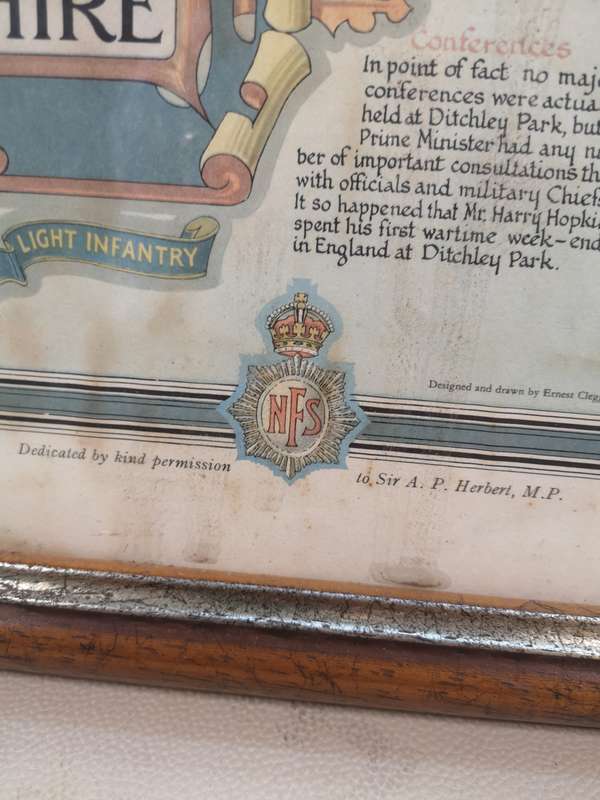 HIRE
Conferences
In point of fact no maj
conferences were actua
held at Ditchley Park, but
Prime Minister had any n
ber of important consultations th
with officials and military Chiefs
It so happened that Mr. Harry Hopki
spent his first wartime week-end
in England at Ditchley Park.
LIGHT INFANTRY
Designed and drawn by Ernest Cleg
NFS
Dedicated by kind permission
to Sir A. P. Herbert, M.P.